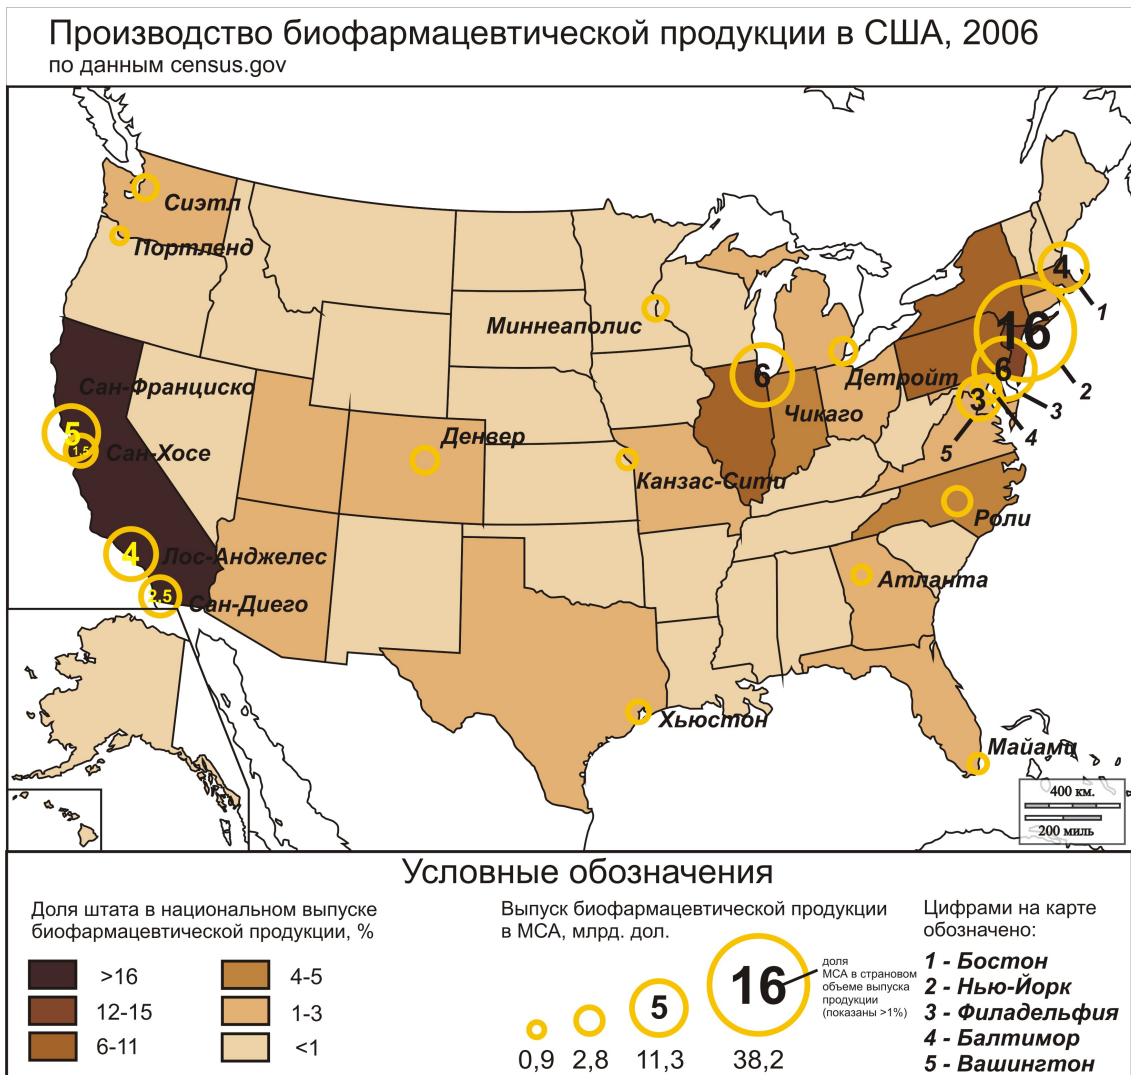 Производство биофармацевтической продукции в США, 2006
по данным census.gov
Сиэтл
Портленд
Миннеаполис
Сан-Франциско
5
1,5
Сан-Хосе
Денвер
4
Лос-Анджелес
2,5
Сан-Диего
6
Чикаго
Детройт
Канзас-Сити
4
1
16
2
6
3
3
4
5
Роли
Атланта
Хьюстон
Майами
400 км.
200 миль
Условные обозначения
Доля штата в национальном выпуске
биофармацевтической продукции, %
>16
12-15
6-11
4-5
1-3
<1
Выпуск биофармацевтической продукции
в МСА, млрд. дол.
5
16
доля
МСА в страновом
объеме выпуска
продукции
(показаны >1%)
0,9
2,8
11,3
38,2
Цифрами на карте
обозначено:
1 - Бостон
2 - Нью-Йорк
3 - Филадельфия
4 - Балтимор
5 - Вашингтон